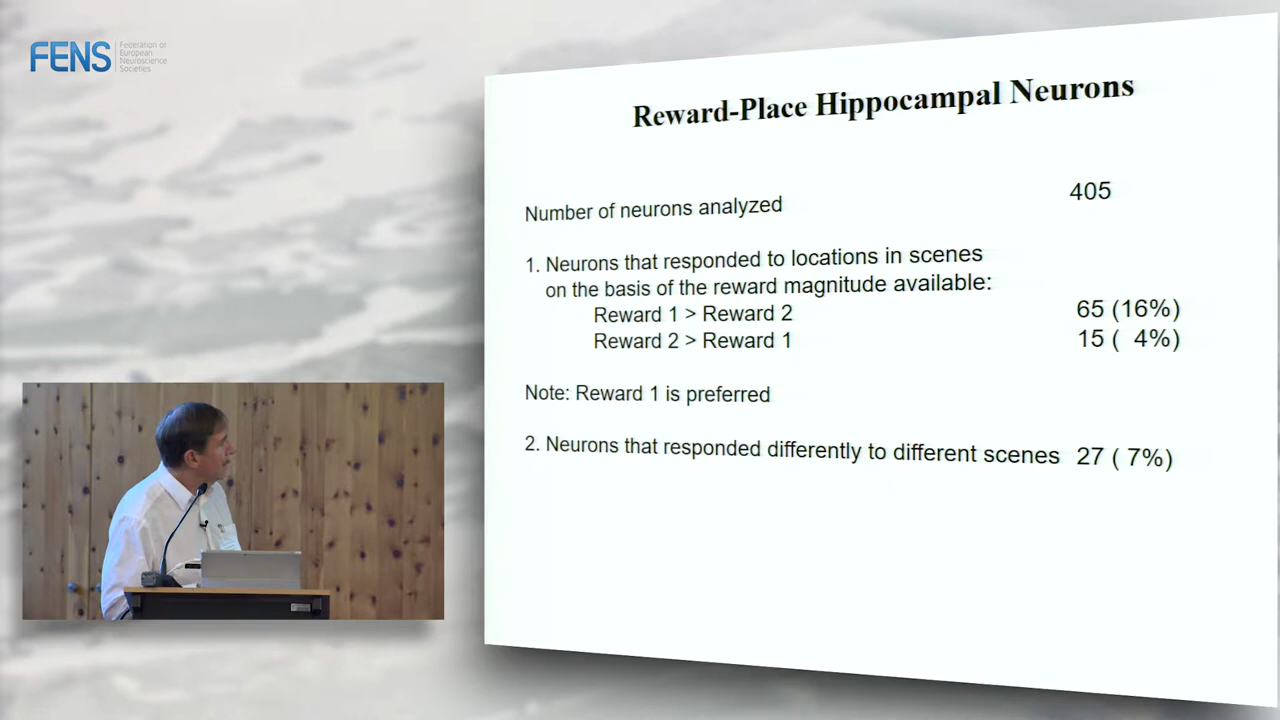 FENS
Federation of
European
Neuroscience
Societies
Reward-Place Hippocampal Neurons
Number of neurons analyzed 405
1. Neurons that responded to locations in scenes
on the basis of the reward magnitude available:
Reward 1 > Reward 2 65 (16%)
Reward 2 > Reward 1 15 ( 4%)
Note: Reward 1 is preferred
2. Neurons that responded differently to different scenes 27 ( 7%)